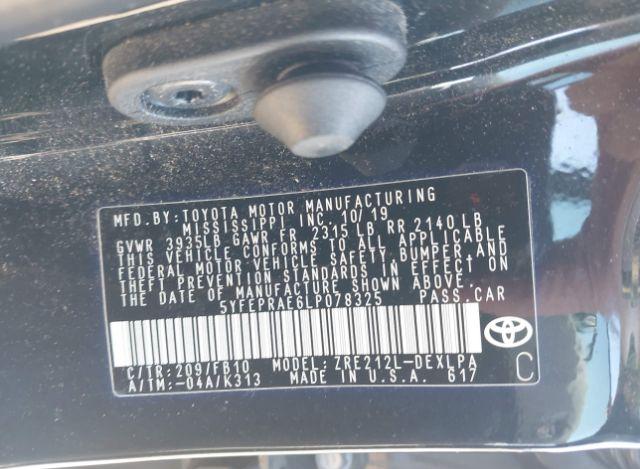 MFD.BY:TOYOTA MOTOR MANUFACTURING
MISSISSIPPI INC. 10/19
GVWR 3935LB GAWR FR 2315 LB RR 2140LB
THIS VEHICLE CONFORMS TO ALL APPLICABLE
FEDERAL MOTOR VEHICLE SAFETY,BUMPER,AND
THEFT PREVENTION STANDARDS IN EFFECT ON
THE DATE OF MANUFACTURE SHOWN ABOVE.
5YFEPRAE6LP078325 PASS.CAR
C/TR:209/FB10 MODEL:ZRE212L-DEXLPA
A/TM:-04A/K313 MADE IN U.S.A. 617
C